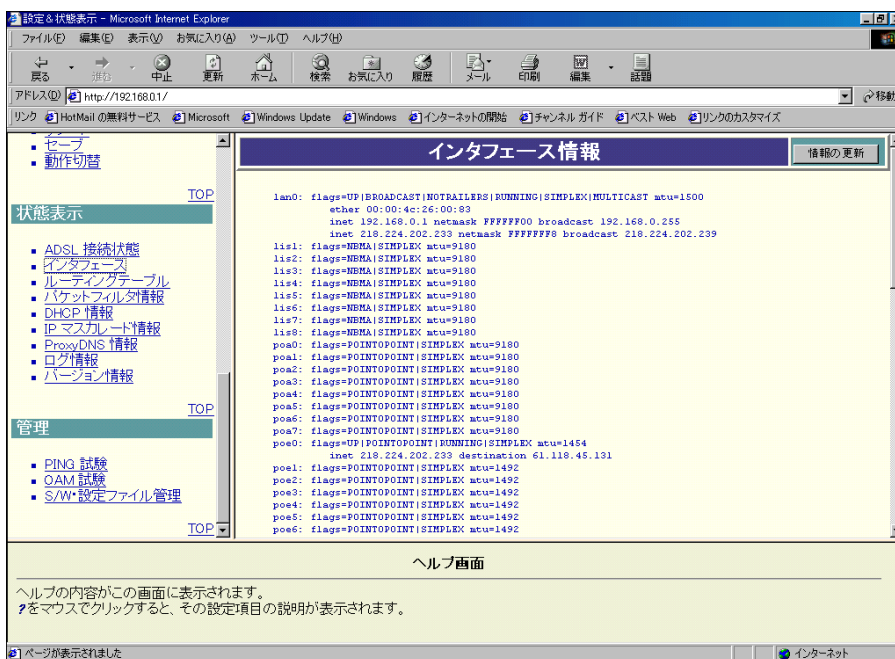 設定&状態表示 - Microsoft Internet Explorer
ファイル(F) 編集(E) 表示(V) お気に入り(A) ツール(T) ヘルプ(H)
戻る 進む 中止 更新 ホーム 検索 お気に入り 履歴 メール 印刷 編集 話題
アドレス(D) http://192.168.0.1/ 移動
リンク HotMail の無料サービス Microsoft Windows Update Windows インターネットの開始 チャンネル ガイド ベスト Web リンクのカスタマイズ
セーブ
動作切替
TOP
状態表示
ADSL 接続状態
インタフェース
ルーティングテーブル
パケットフィルタ情報
DHCP 情報
IP マスカレード情報
ProxyDNS 情報
ログ情報
バージョン情報
TOP
管理
PING 試験
OAM 試験
S/W・設定ファイル管理
TOP
インタフェース情報
情報の更新
lan0: flags=UP|BROADCAST|NOTRAILERS|RUNNING|SIMPLEX|MULTICAST mtu=1500
ether 00:00:4c:26:00:83
inet 192.168.0.1 netmask FFFFFF00 broadcast 192.168.0.255
inet 218.224.202.233 netmask FFFFFFF8 broadcast 218.224.202.239
lis1: flags=NBMA|SIMPLEX mtu=9180
lis2: flags=NBMA|SIMPLEX mtu=9180
lis3: flags=NBMA|SIMPLEX mtu=9180
lis4: flags=NBMA|SIMPLEX mtu=9180
lis5: flags=NBMA|SIMPLEX mtu=9180
lis6: flags=NBMA|SIMPLEX mtu=9180
lis7: flags=NBMA|SIMPLEX mtu=9180
lis8: flags=NBMA|SIMPLEX mtu=9180
poa0: flags=POINTOPOINT|SIMPLEX mtu=9180
poa1: flags=POINTOPOINT|SIMPLEX mtu=9180
poa2: flags=POINTOPOINT|SIMPLEX mtu=9180
poa3: flags=POINTOPOINT|SIMPLEX mtu=9180
poa4: flags=POINTOPOINT|SIMPLEX mtu=9180
poa5: flags=POINTOPOINT|SIMPLEX mtu=9180
poa6: flags=POINTOPOINT|SIMPLEX mtu=9180
poa7: flags=POINTOPOINT|SIMPLEX mtu=9180
poe0: flags=UP|POINTOPOINT|RUNNING|SIMPLEX mtu=1454
inet 218.224.202.233 destination 61.118.45.131
poe1: flags=POINTOPOINT|SIMPLEX mtu=1492
poe2: flags=POINTOPOINT|SIMPLEX mtu=1492
poe3: flags=POINTOPOINT|SIMPLEX mtu=1492
poe4: flags=POINTOPOINT|SIMPLEX mtu=1492
poe5: flags=POINTOPOINT|SIMPLEX mtu=1492
poe6: flags=POINTOPOINT|SIMPLEX mtu=1492
ヘルプ画面
ヘルプの内容がこの画面に表示されます。
?をマウスでクリックすると、その設定項目の説明が表示されます。
ページが表示されました インターネット